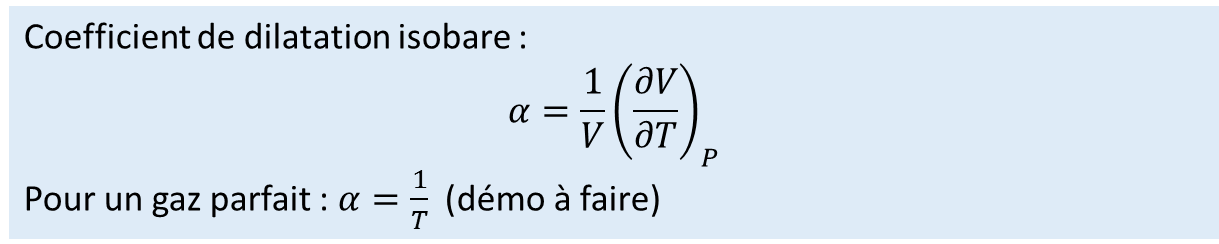 Coefficient de dilatation isobare :
α = 1/V (∂V/∂T)_P
Pour un gaz parfait : α = 1/T (démo à faire)